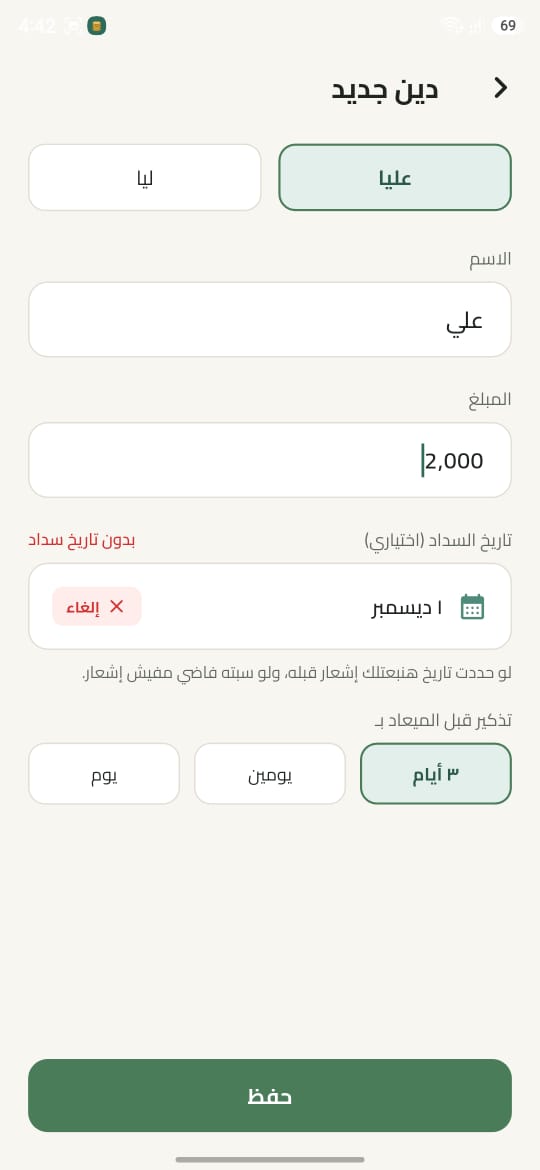 4:42
69
دين جديد
عليا
ليا
الاسم
علي
المبلغ
2,000
تاريخ السداد (اختياري)
بدون تاريخ سداد
١ ديسمبر
إلغاء
لو حددت تاريخ هنبعتلك إشعار قبله، ولو سبته فاضي مفيش إشعار.
تذكير قبل الميعاد بـ
٣ أيام
يومين
يوم
حفظ